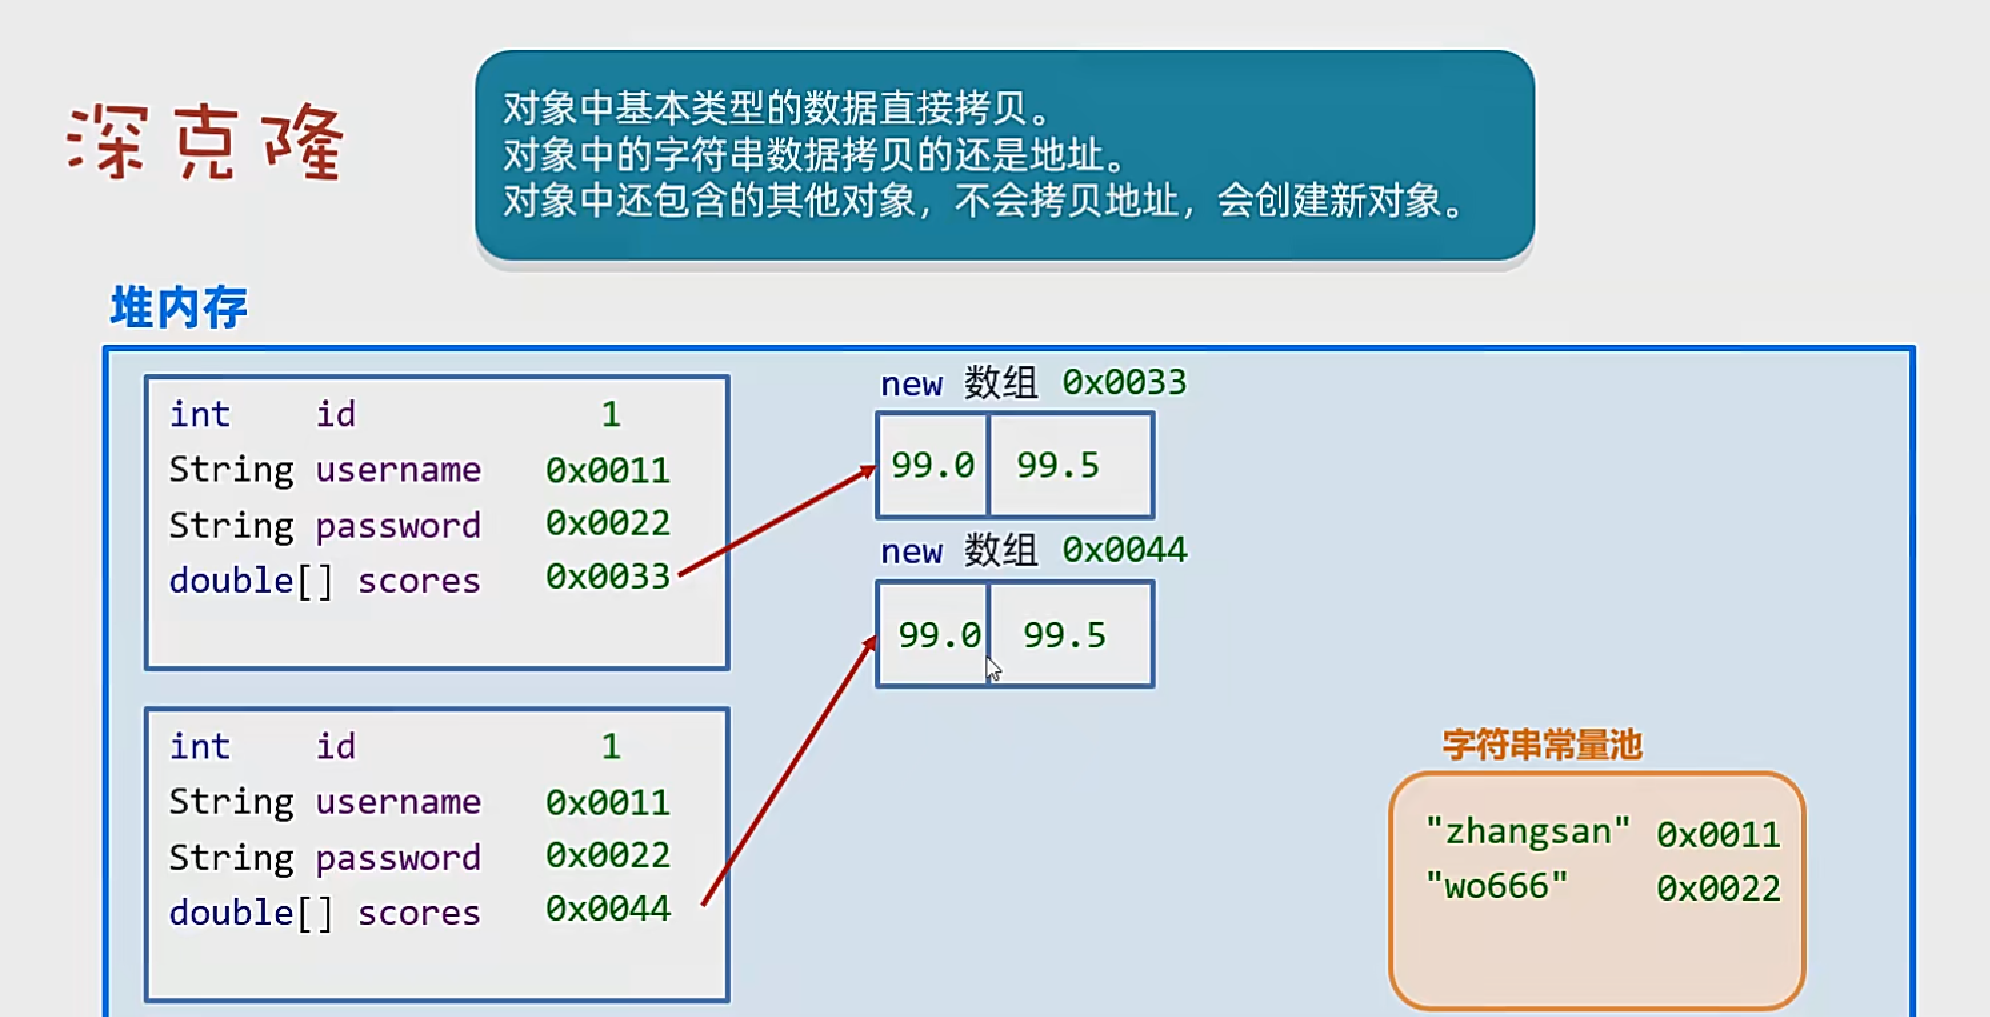 深克隆
对象中基本类型的数据直接拷贝。
对象中的字符串数据拷贝的还是地址。
对象中还包含的其他对象，不会拷贝地址，会创建新对象。
堆内存
int id 1
String username 0x0011
String password 0x0022
double[] scores 0x0033
new 数组 0x0033
99.0 99.5
new 数组 0x0044
99.0 99.5
int id 1
String username 0x0011
String password 0x0022
double[] scores 0x0044
字符串常量池
"zhangsan" 0x0011
"wo666" 0x0022